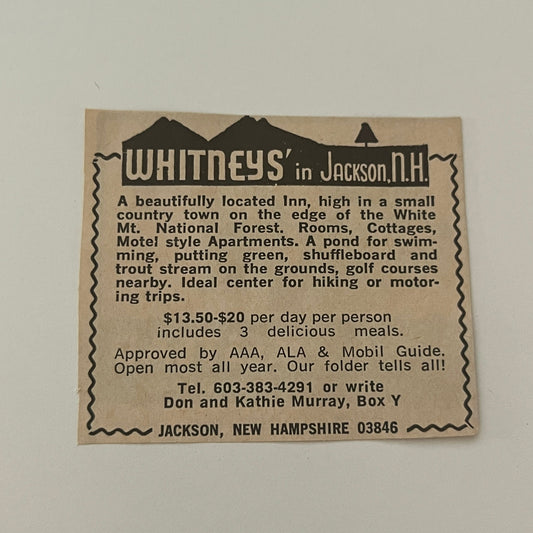 WHITNEYS' in JACKSON, N.H.
A beautifully located Inn, high in a small
country town on the edge of the White
Mt. National Forest. Rooms, Cottages,
Motel style Apartments. A pond for swim-
ming, putting green, shuffleboard and
trout stream on the grounds, golf courses
nearby. Ideal center for hiking or motor-
ing trips.
$13.50-$20 per day per person
includes 3 delicious meals.
Approved by AAA, ALA & Mobil Guide.
Open most all year. Our folder tells all!
Tel. 603-383-4291 or write
Don and Kathie Murray, Box Y
JACKSON, NEW HAMPSHIRE 03846